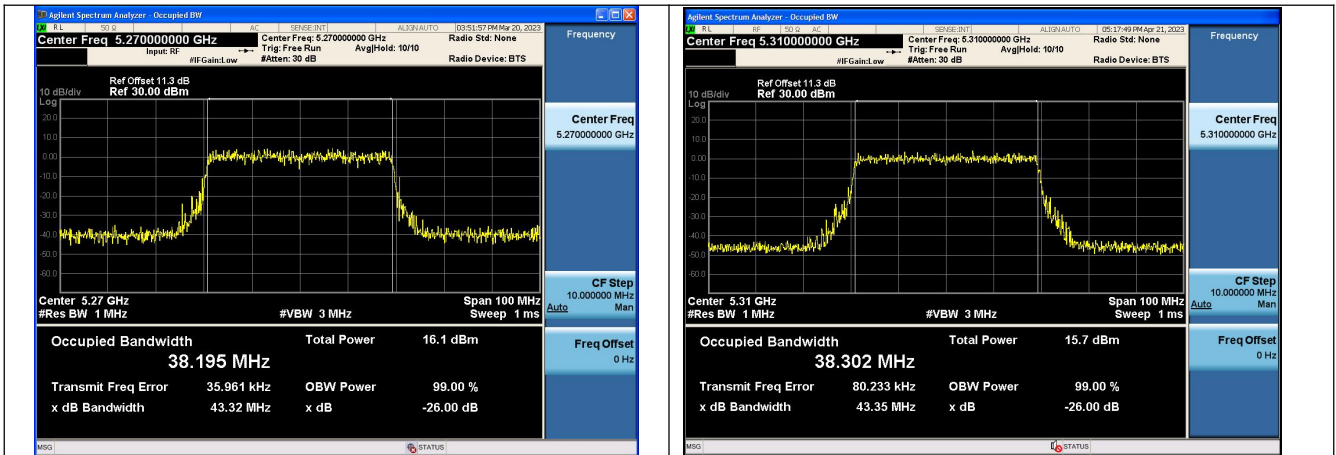 Agilent Spectrum Analyzer - Occupied BW
RL 50 Ω AC SENSE:INT ALIGN AUTO 03:51:57 PM Mar 20, 2023
Center Freq 5.270000000 GHz
Input: RF
#IFGain:Low
Center Freq: 5.270000000 GHz
Trig: Free Run Avg|Hold: 10/10
#Atten: 30 dB
Radio Std: None
Radio Device: BTS
Ref Offset 11.3 dB
10 dB/div Ref 30.00 dBm
Log
20.0
10.0
0.00
-10.0
-20.0
-30.0
-40.0
-50.0
-60.0
Center 5.27 GHz Span 100 MHz
#Res BW 1 MHz #VBW 3 MHz Sweep 1 ms
Occupied Bandwidth Total Power 16.1 dBm
38.195 MHz
Transmit Freq Error 35.961 kHz OBW Power 99.00 %
x dB Bandwidth 43.32 MHz x dB -26.00 dB
MSG STATUS
Frequency
Center Freq
5.270000000 GHz
CF Step
10.000000 MHz
Auto Man
Freq Offset
0 Hz
Agilent Spectrum Analyzer - Occupied BW
RL RF 50 Ω AC SENSE:INT ALIGN AUTO 05:17:49 PM Apr 21, 2023
Center Freq 5.310000000 GHz
#IFGain:Low
Center Freq: 5.310000000 GHz
Trig: Free Run Avg|Hold: 10/10
#Atten: 30 dB
Radio Std: None
Radio Device: BTS
Ref Offset 11.3 dB
10 dB/div Ref 30.00 dBm
Log
20.0
10.0
0.00
-10.0
-20.0
-30.0
-40.0
-50.0
-60.0
Center 5.31 GHz Span 100 MHz
#Res BW 1 MHz #VBW 3 MHz Sweep 1 ms
Occupied Bandwidth Total Power 15.7 dBm
38.302 MHz
Transmit Freq Error 80.233 kHz OBW Power 99.00 %
x dB Bandwidth 43.35 MHz x dB -26.00 dB
MSG STATUS
Frequency
Center Freq
5.310000000 GHz
CF Step
10.000000 MHz
Auto Man
Freq Offset
0 Hz